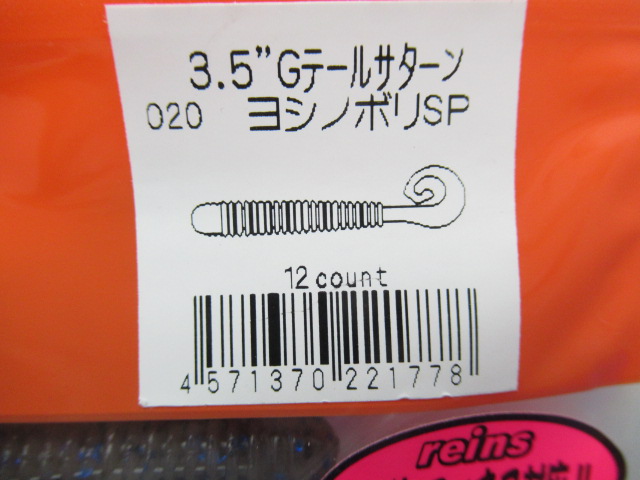 3.5"Gテールサターン
020 ヨシノボリSP
12 count
4 571370 221778
reins